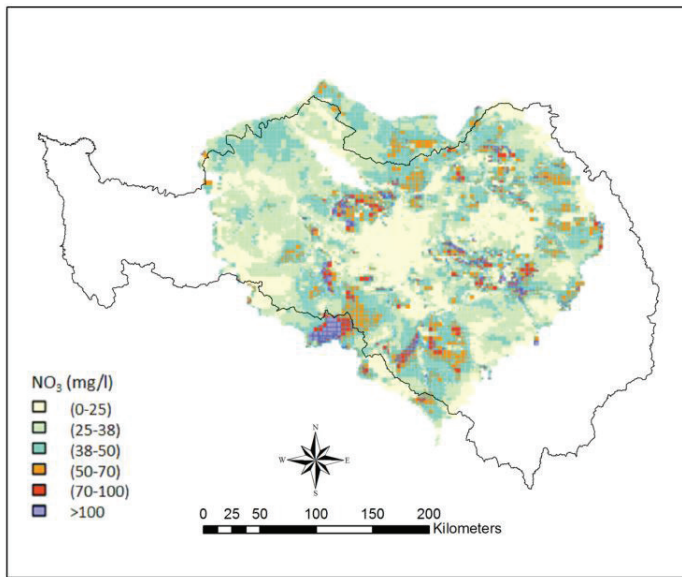 NO₃ (mg/l)
(0-25)
(25-38)
(38-50)
(50-70)
(70-100)
>100
N
W E
S
0 25 50 100 150 200
Kilometers